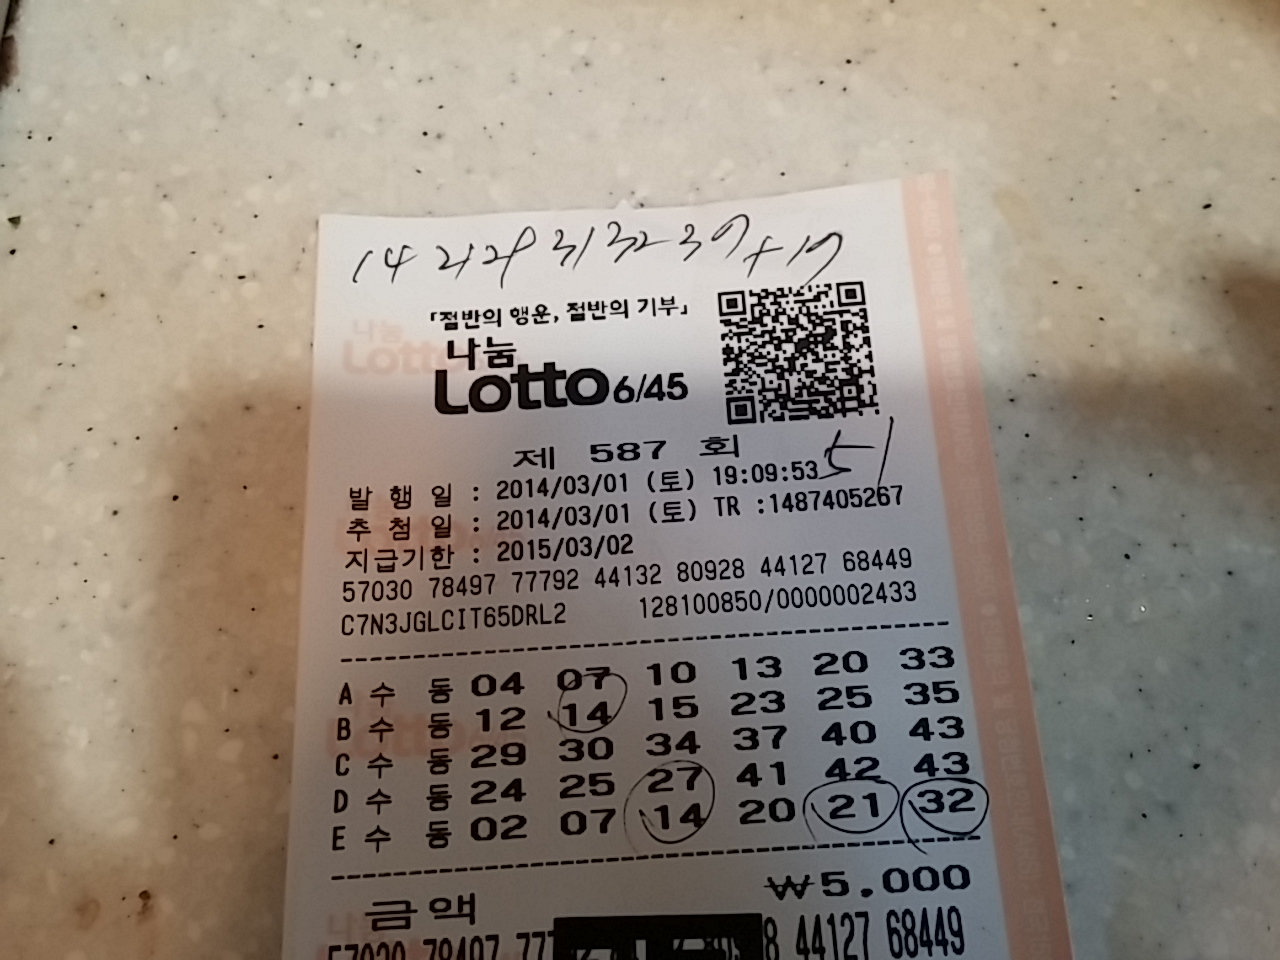 14 21 29 31 32 37 + 17
「절반의 행운, 절반의 기부」
나눔
Lotto 6/45
제 587 회
51
발 행 일 : 2014/03/01 (토) 19:09:53
추 첨 일 : 2014/03/01 (토) TR :1487405267
지급기한 : 2015/03/02
57030 78497 77792 44132 80928 44127 68449
C7N3JGLCIT65DRL2 128100850/0000002433
A 수 동 04 07 10 13 20 33
B 수 동 12 14 15 23 25 35
C 수 동 29 30 34 37 40 43
D 수 동 24 25 27 41 42 43
E 수 동 02 07 14 20 21 32
금액 ₩5,000
44127 68449